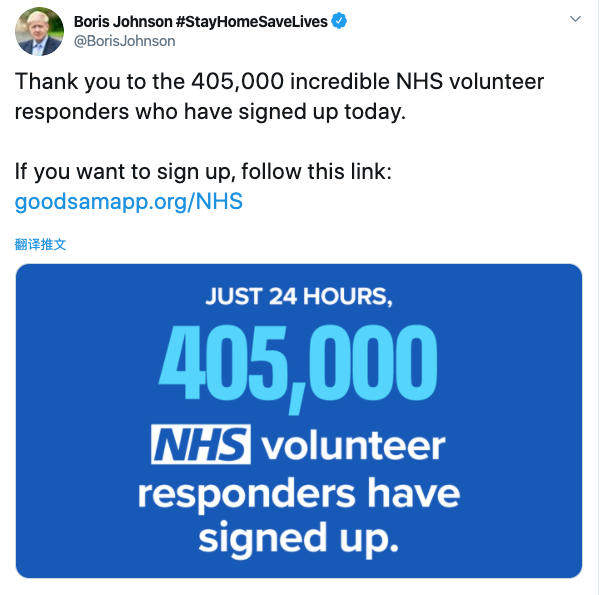 Boris Johnson #StayHomeSaveLives
@BorisJohnson
Thank you to the 405,000 incredible NHS volunteer
responders who have signed up today.
If you want to sign up, follow this link:
goodsamapp.org/NHS
翻译推文
JUST 24 HOURS,
405,000
NHS volunteer
responders have
signed up.